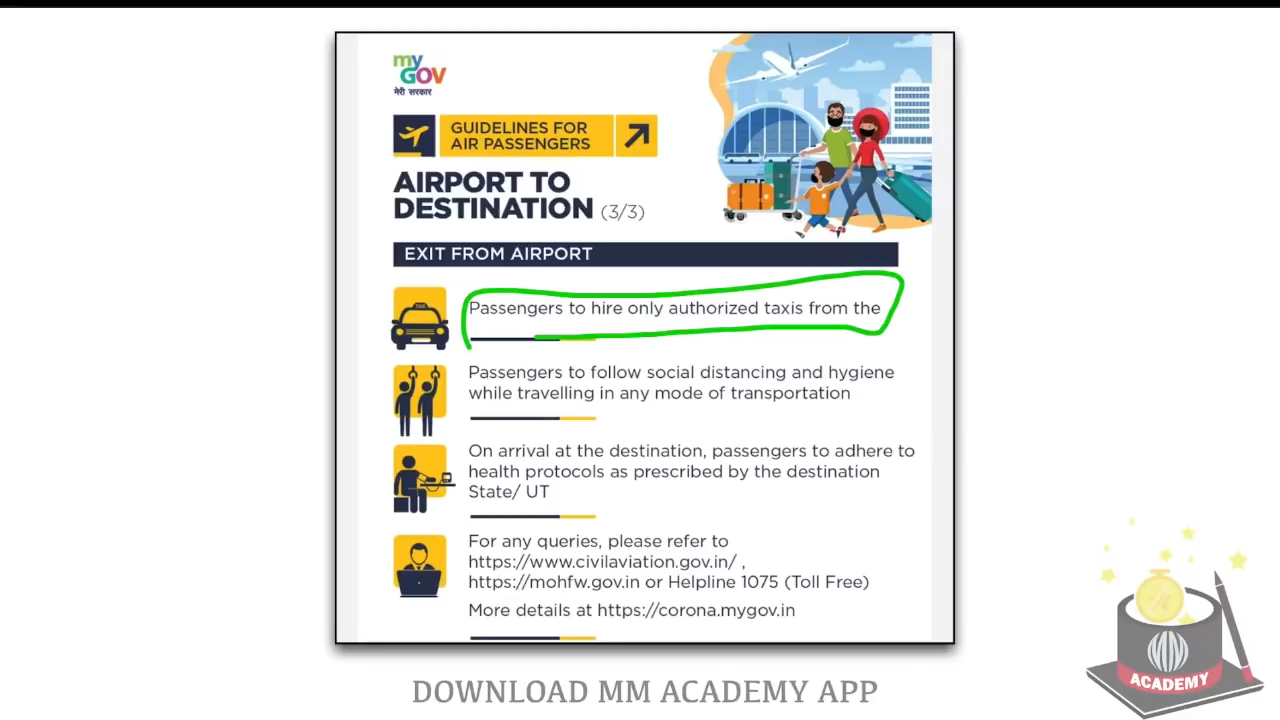 my
GOV
मेरी सरकार
GUIDELINES FOR
AIR PASSENGERS
AIRPORT TO
DESTINATION (3/3)
EXIT FROM AIRPORT
TAXI
Passengers to hire only authorized taxis from the
Passengers to follow social distancing and hygiene
while travelling in any mode of transportation
On arrival at the destination, passengers to adhere to
health protocols as prescribed by the destination
State/ UT
For any queries, please refer to
https://www.civilaviation.gov.in/ ,
https://mohfw.gov.in or Helpline 1075 (Toll Free)
More details at https://corona.mygov.in
MM
ACADEMY
DOWNLOAD MM ACADEMY APP